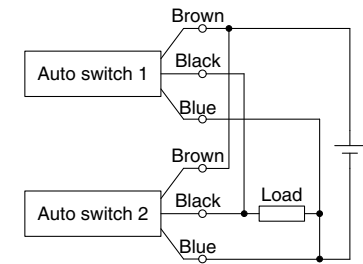 Brown
Auto switch 1
Black
Blue
Brown
Auto switch 2
Black
Load
Blue